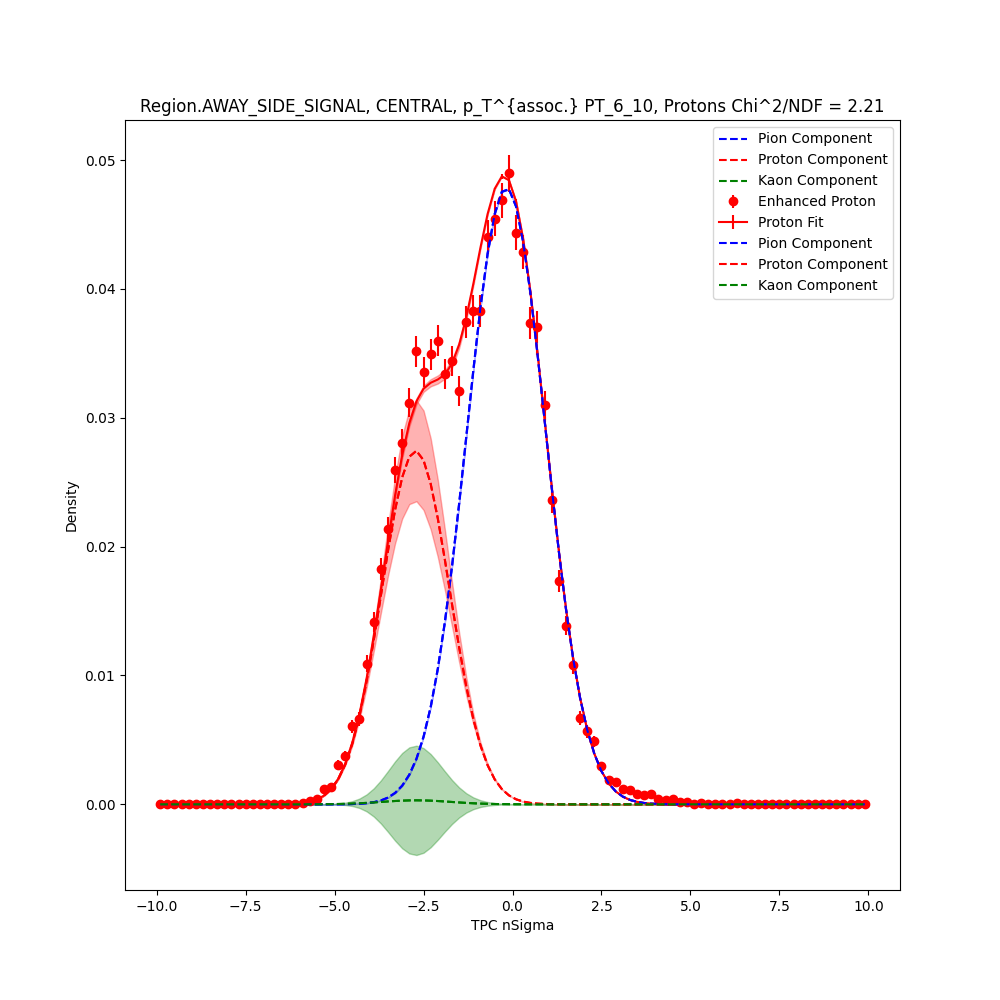 Region.AWAY_SIDE_SIGNAL, CENTRAL, p_T^{assoc.} PT_6_10, Protons Chi^2/NDF = 2.21
Pion Component
Proton Component
Kaon Component
Enhanced Proton
Proton Fit
Pion Component
Proton Component
Kaon Component
0.05
0.04
0.03
0.02
0.01
0.00
Density
−10.0 −7.5 −5.0 −2.5 0.0 2.5 5.0 7.5 10.0
TPC nSigma